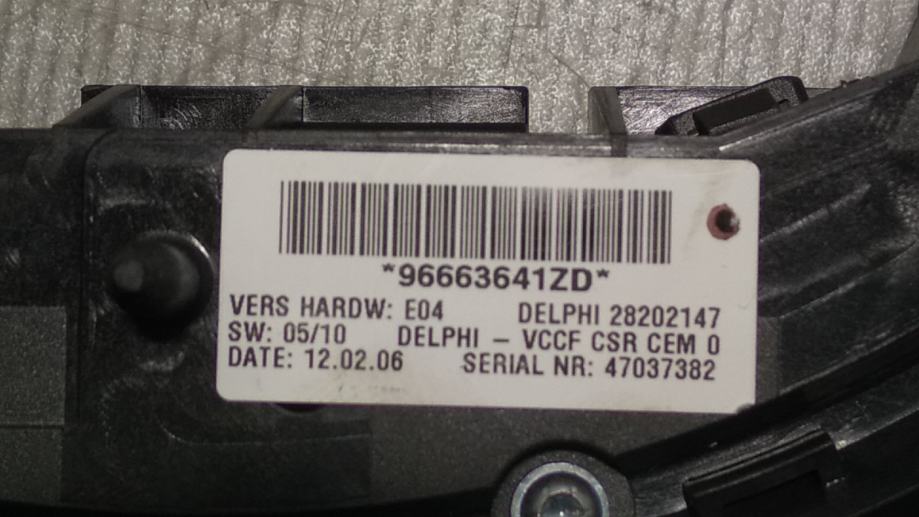 *96663641ZD*
VERS HARDW: E04 DELPHI 28202147
SW: 05/10 DELPHI – VCCF CSR CEM 0
DATE: 12.02.06 SERIAL NR: 47037382